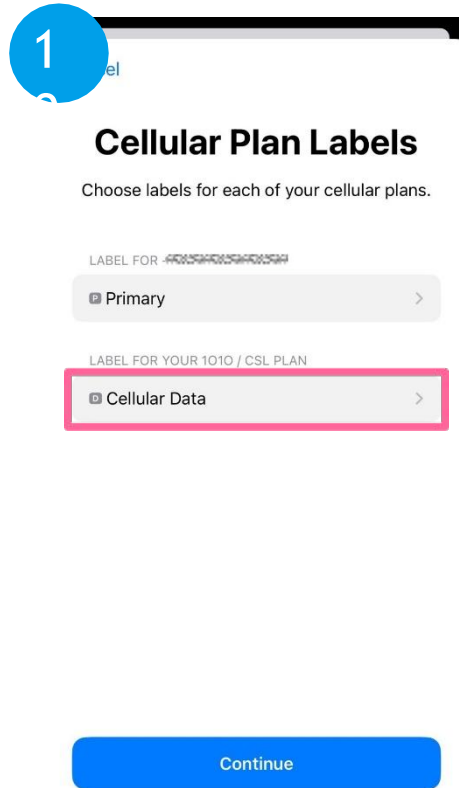 1
el
Cellular Plan Labels
Choose labels for each of your cellular plans.
LABEL FOR
P Primary
LABEL FOR YOUR 1O1O / CSL PLAN
D Cellular Data
Continue